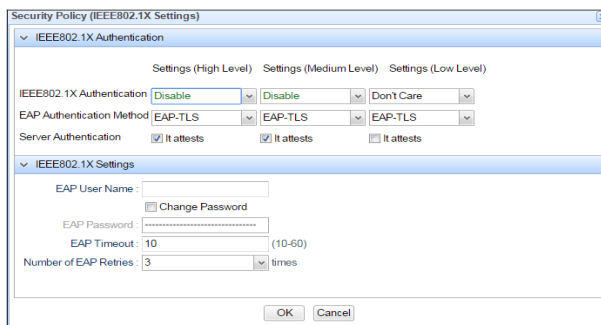 Security Policy (IEEE802.1X Settings)
IEEE802.1X Authentication
Settings (High Level) Settings (Medium Level) Settings (Low Level)
IEEE802.1X Authentication Disable Disable Don't Care
EAP Authentication Method EAP-TLS EAP-TLS EAP-TLS
Server Authentication It attests It attests It attests
IEEE802.1X Settings
EAP User Name :
Change Password
EAP Password : --------------------------------
EAP Timeout : 10 (10-60)
Number of EAP Retries : 3 times
OK Cancel